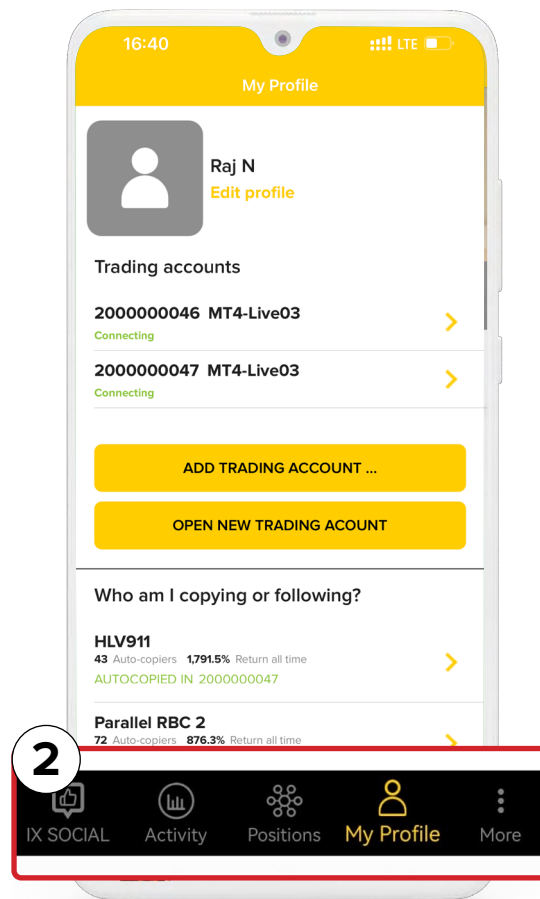 16:40
LTE
My Profile
Raj N
Edit profile
Trading accounts
2000000046 MT4-Live03
Connecting
2000000047 MT4-Live03
Connecting
ADD TRADING ACCOUNT ...
OPEN NEW TRADING ACOUNT
Who am I copying or following?
HLV911
43 Auto-copiers 1,791.5% Return all time
AUTOCOPIED IN 2000000047
Parallel RBC 2
72 Auto-copiers 876.3% Return all time
2
IX SOCIAL
Activity
Positions
My Profile
More